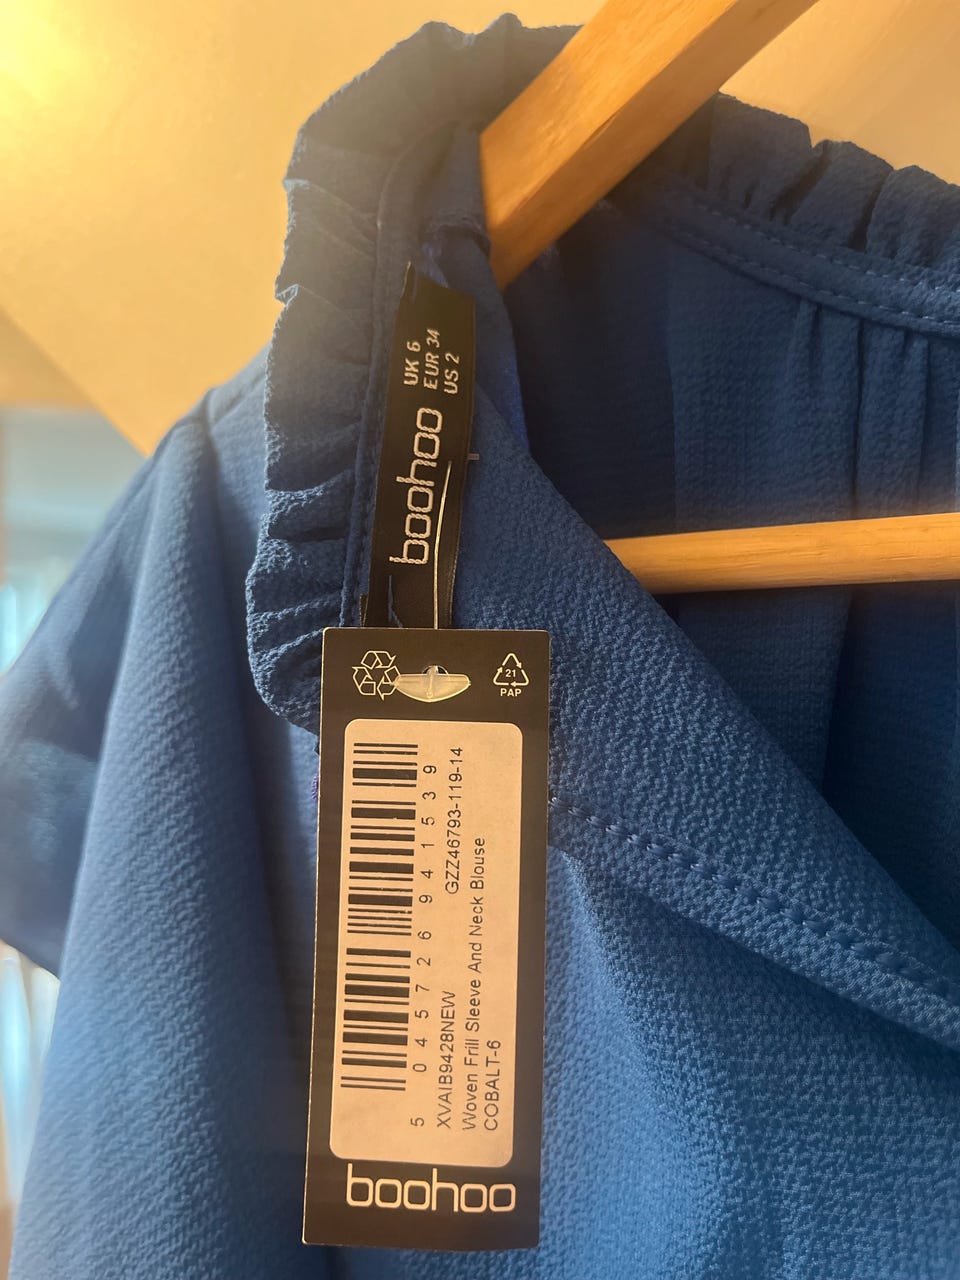 UK 6
EUR 34
US 2
boohoo
21
PAP
5 045726 941539
GZZ46793-119-14
XVAIB9428NEW
Woven Frill Sleeve And Neck Blouse
COBALT-6
boohoo